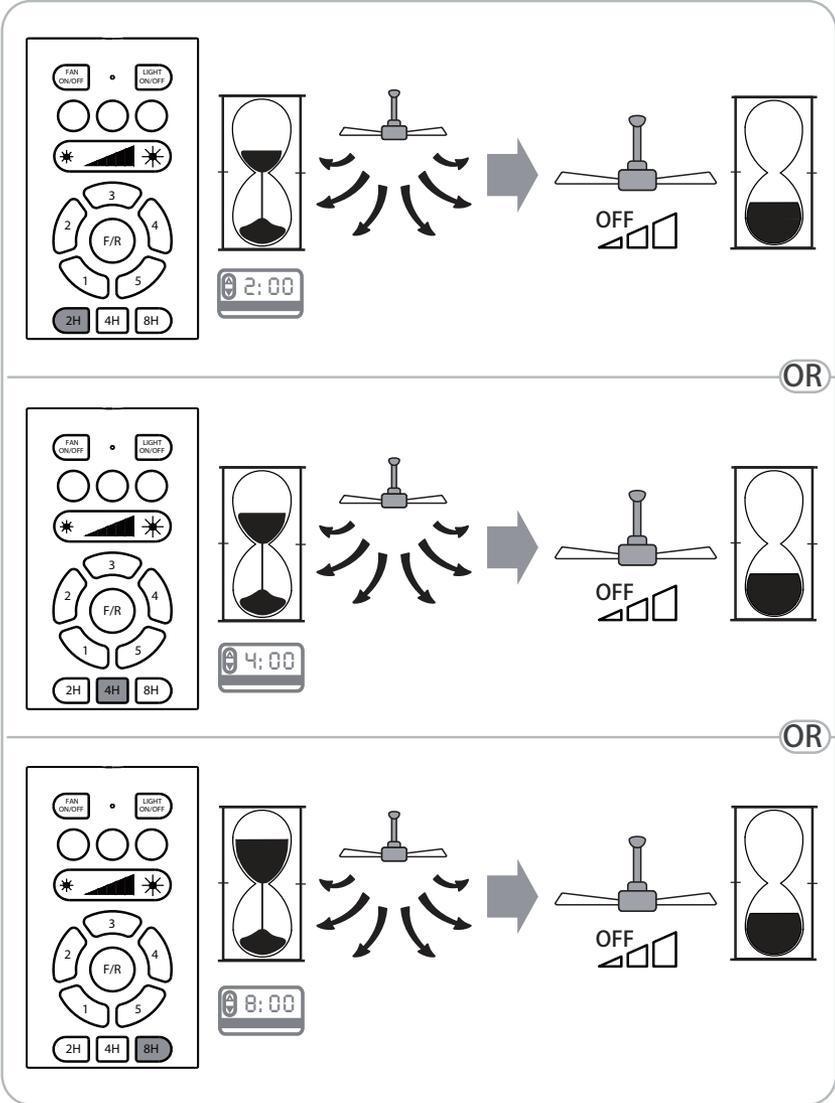 FAN ON/OFF
LIGHT ON/OFF
3
2
F/R
4
1
5
2H 4H 8H
2:00
OFF
OR
FAN ON/OFF
LIGHT ON/OFF
3
2
F/R
4
1
5
2H 4H 8H
4:00
OFF
OR
FAN ON/OFF
LIGHT ON/OFF
3
2
F/R
4
1
5
2H 4H 8H
8:00
OFF